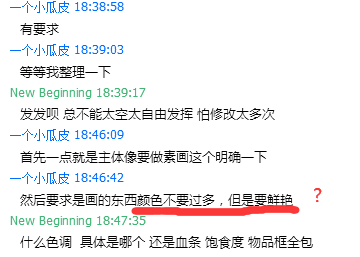 一个小瓜皮 18:38:58
有要求
一个小瓜皮 18:39:03
等等我整理一下
New Beginning 18:39:17
发发呗 总不能太空太自由发挥 怕修改太多次
一个小瓜皮 18:46:09
首先一点就是主体像要做素画这个明确一下
一个小瓜皮 18:46:42
然后要求是画的东西颜色不要过多，但是要鲜艳 ?
New Beginning 18:47:35
什么色调 具体是哪个 还是血条 饱食度 物品框全包